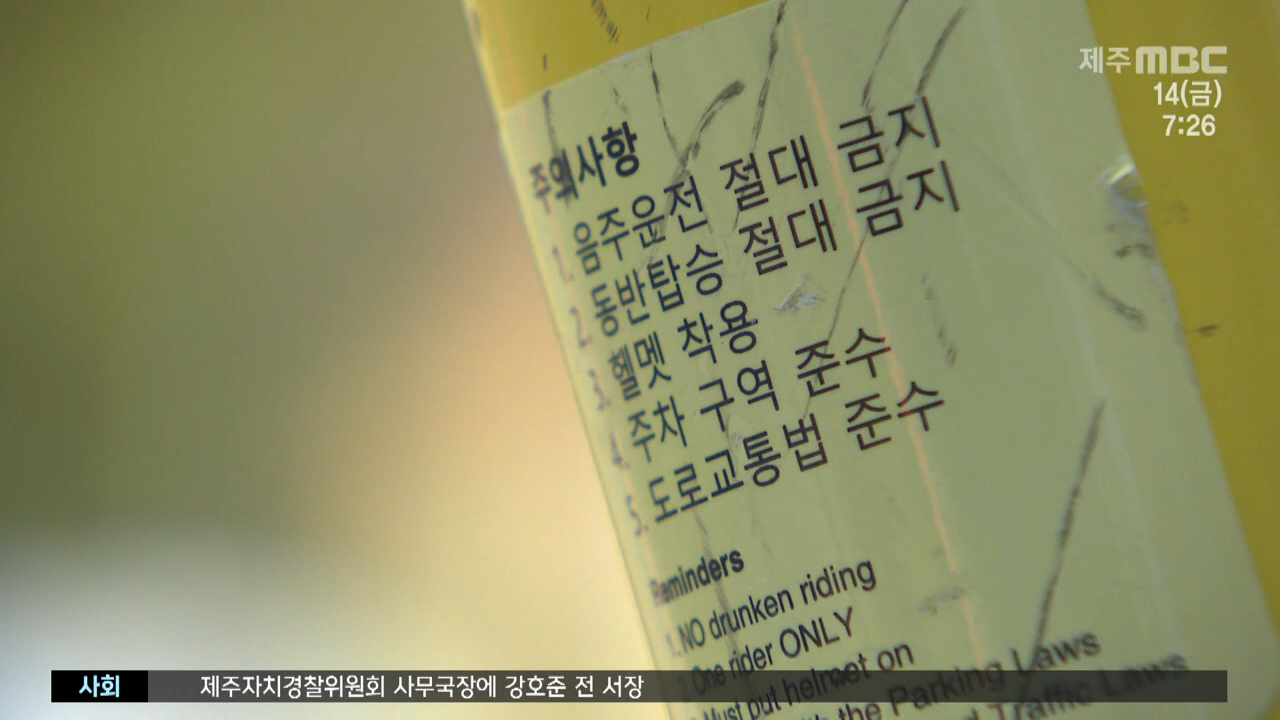 제주MBC
14(금)
7:26
주의사항
1. 음주운전 절대 금지
2. 동반탑승 절대 금지
3. 헬멧 착용
4. 주차 구역 준수
5. 도로교통법 준수
Reminders
1. NO drunken riding
2. One rider ONLY
Must put helmet on
the Parking Laws
Traffic Laws
사회
제주자치경찰위원회 사무국장에 강호준 전 서장